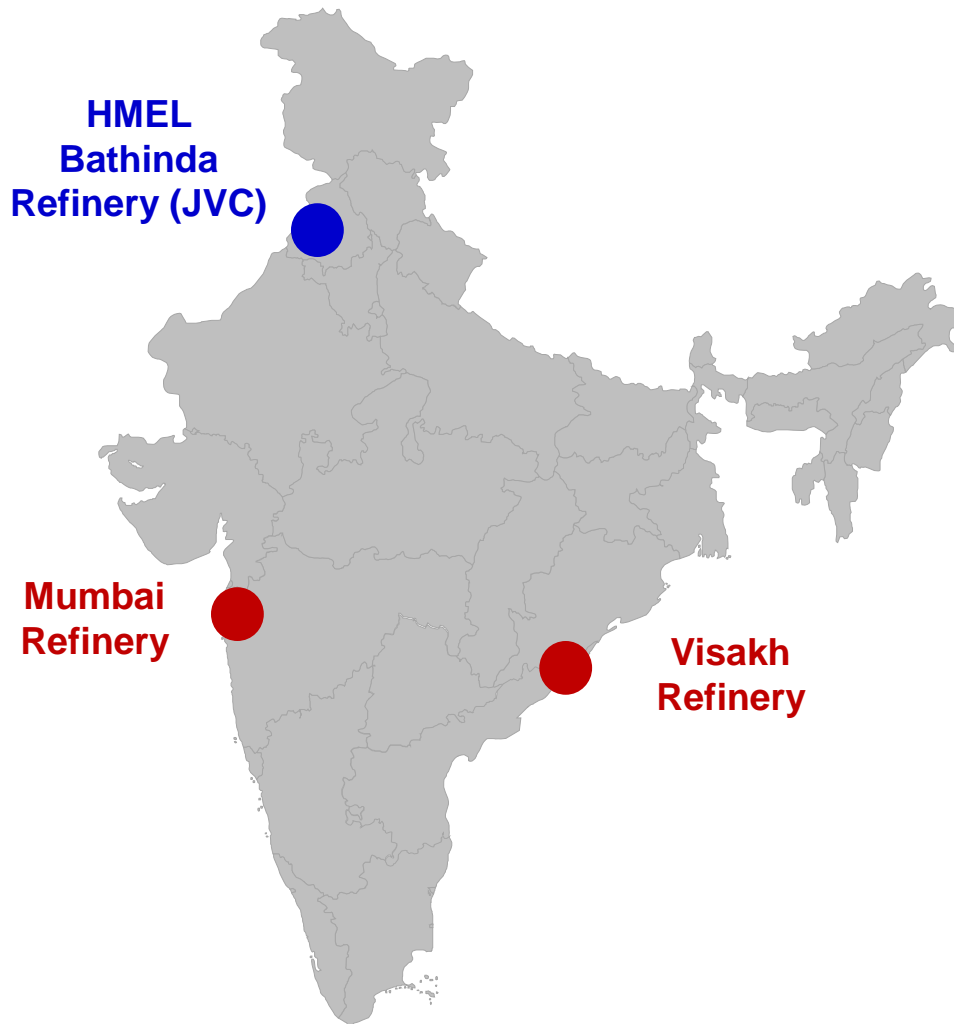 HMEL
Bathinda
Refinery (JVC)
Mumbai
Refinery
Visakh
Refinery